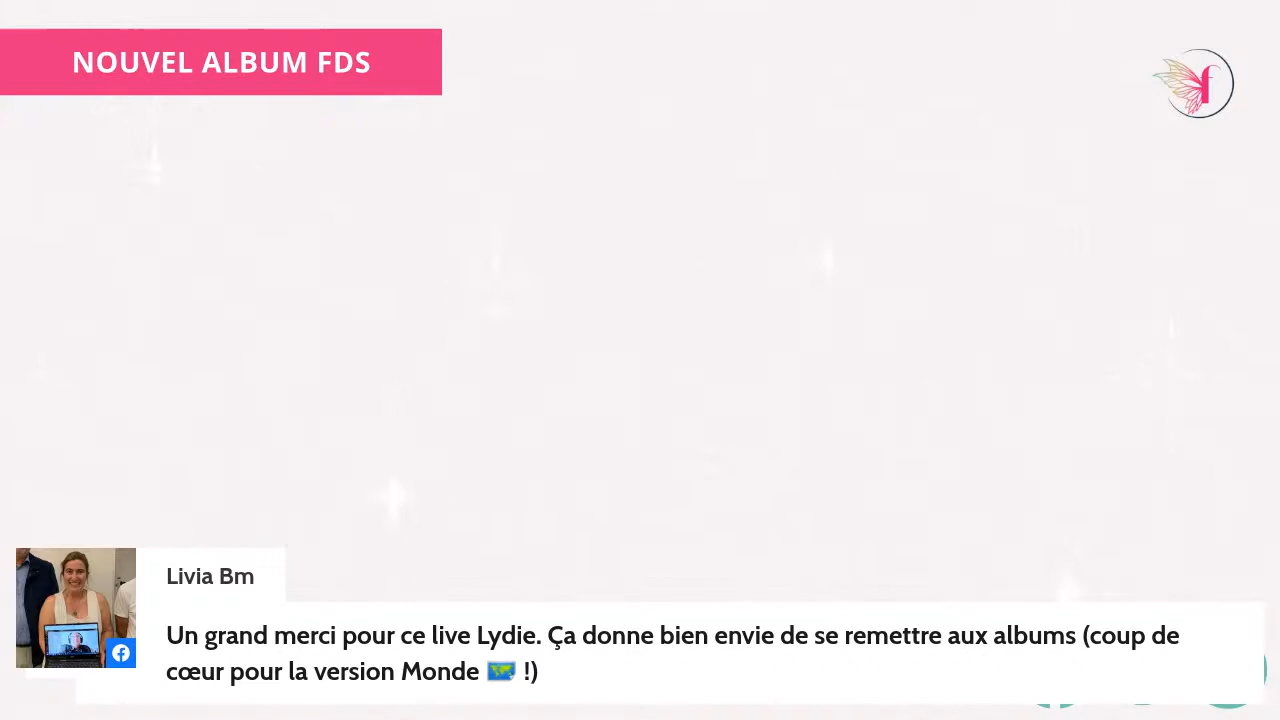 NOUVEL ALBUM FDS
f
Livia Bm
Un grand merci pour ce live Lydie. Ça donne bien envie de se remettre aux albums (coup de
cœur pour la version Monde 🗺️ !)